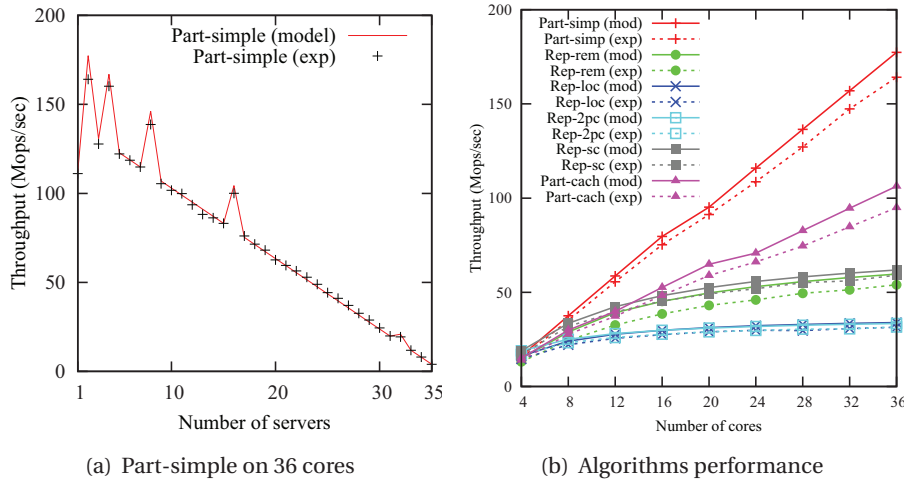 200
150
100
50
0
Throughput (Mops/sec)
Part-simple (model)
Part-simple (exp)
1 10 20 30 35
Number of servers
(a) Part-simple on 36 cores
200
150
100
50
0
Throughput (Mops/sec)
Part-simp (mod)
Part-simp (exp)
Rep-rem (mod)
Rep-rem (exp)
Rep-loc (mod)
Rep-loc (exp)
Rep-2pc (mod)
Rep-2pc (exp)
Rep-sc (mod)
Rep-sc (exp)
Part-cach (mod)
Part-cach (exp)
4 8 12 16 20 24 28 32 36
Number of cores
(b) Algorithms performance